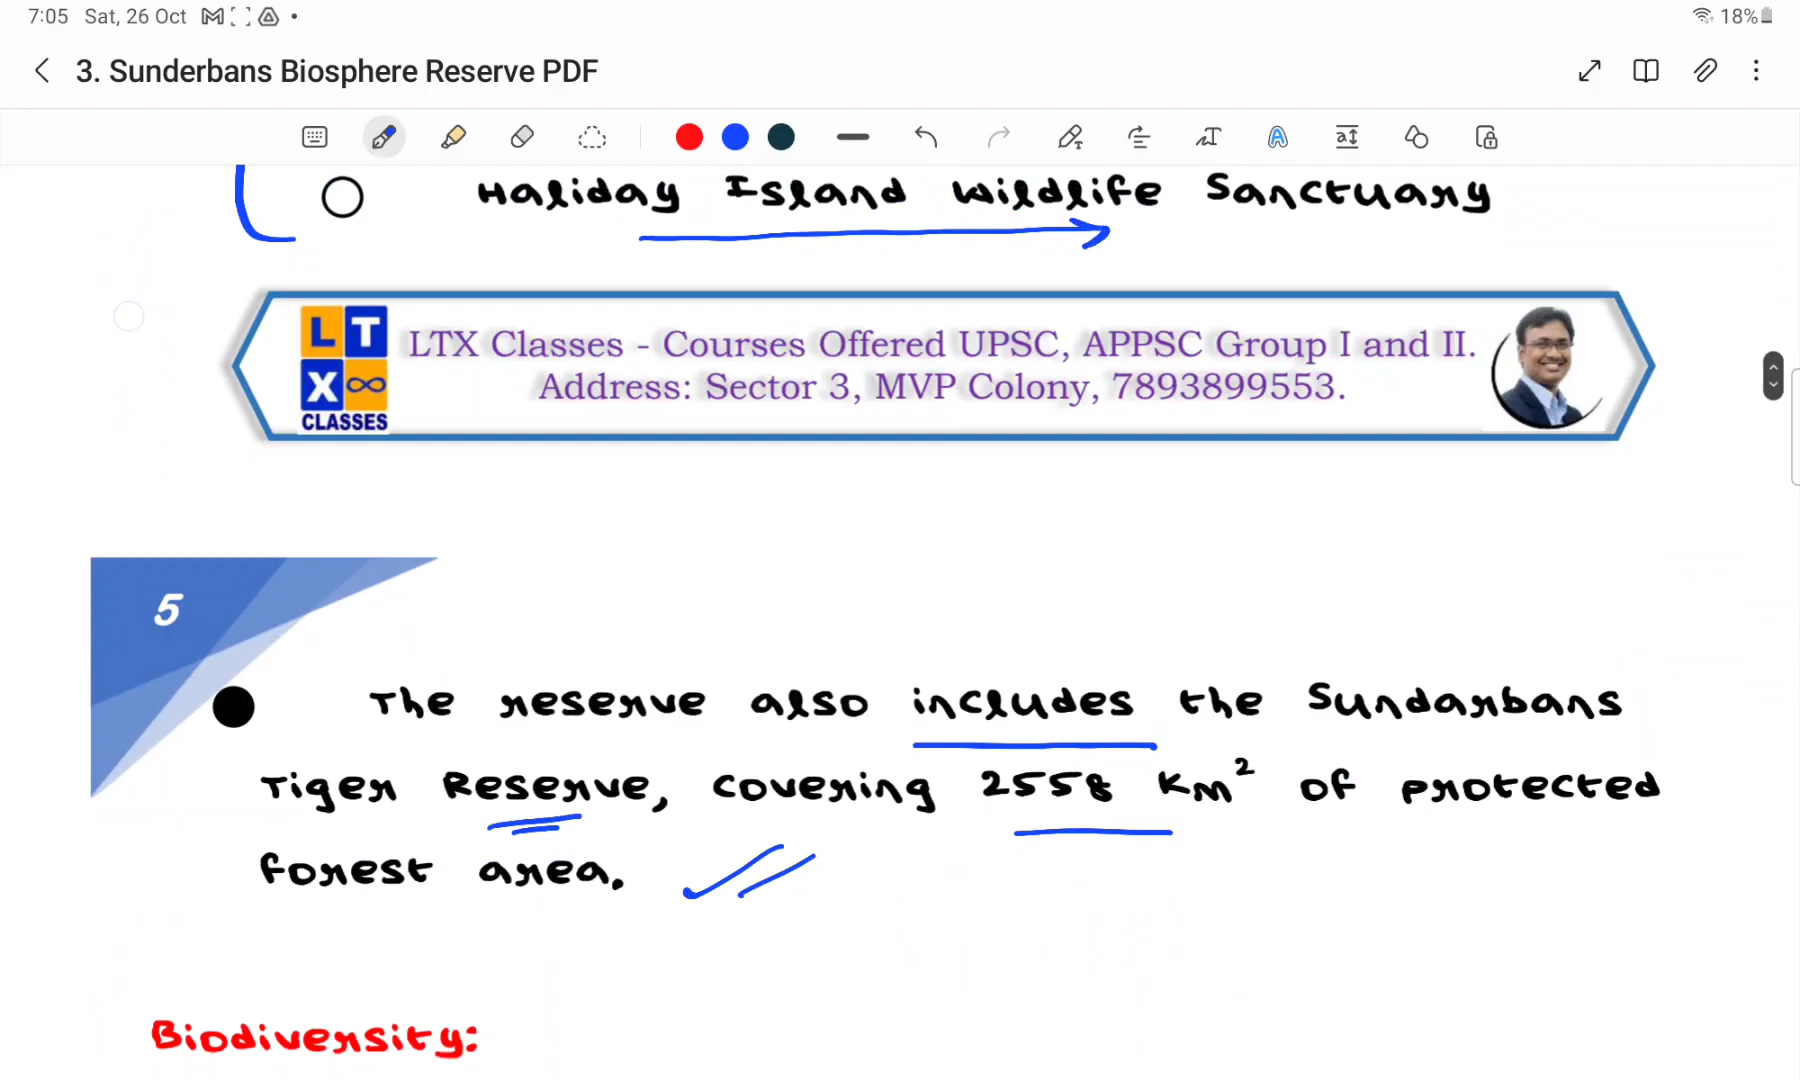 7:05 Sat, 26 Oct
18%
3. Sunderbans Biosphere Reserve PDF
Haliday Island Wildlife Sanctuary
L T
X ∞
CLASSES
LTX Classes - Courses Offered UPSC, APPSC Group I and II.
Address: Sector 3, MVP Colony, 7893899553.
5
The reserve also includes the Sundarbans
Tiger Reserve, covering 2558 Km² of protected
forest area.
Biodiversity: